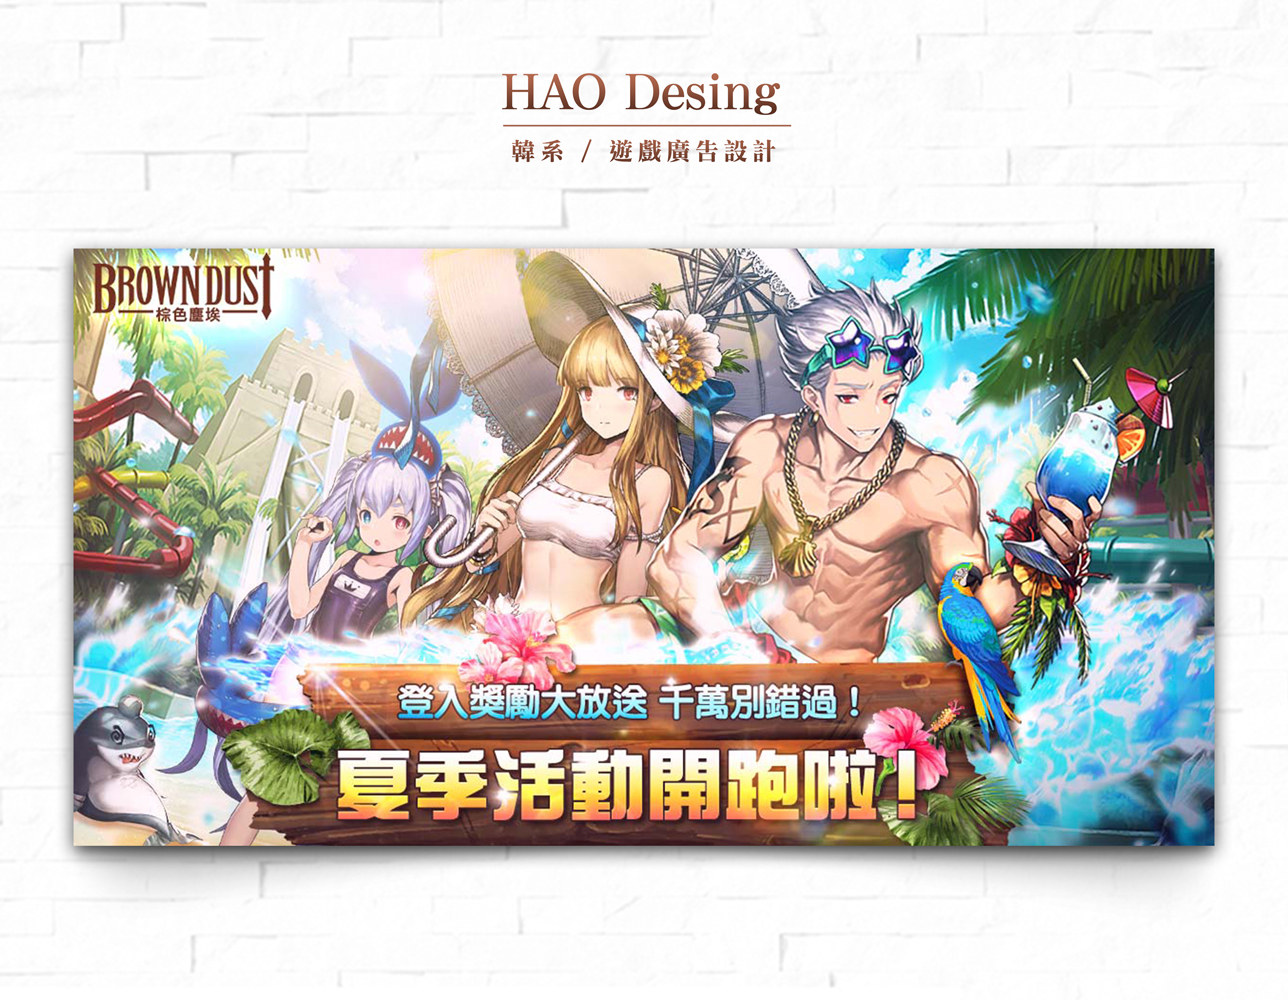 HAO Desing
韓系 / 遊戲廣告設計
BROWN DUST
棕色塵埃
登入獎勵大放送 千萬別錯過！
夏季活動開跑啦！